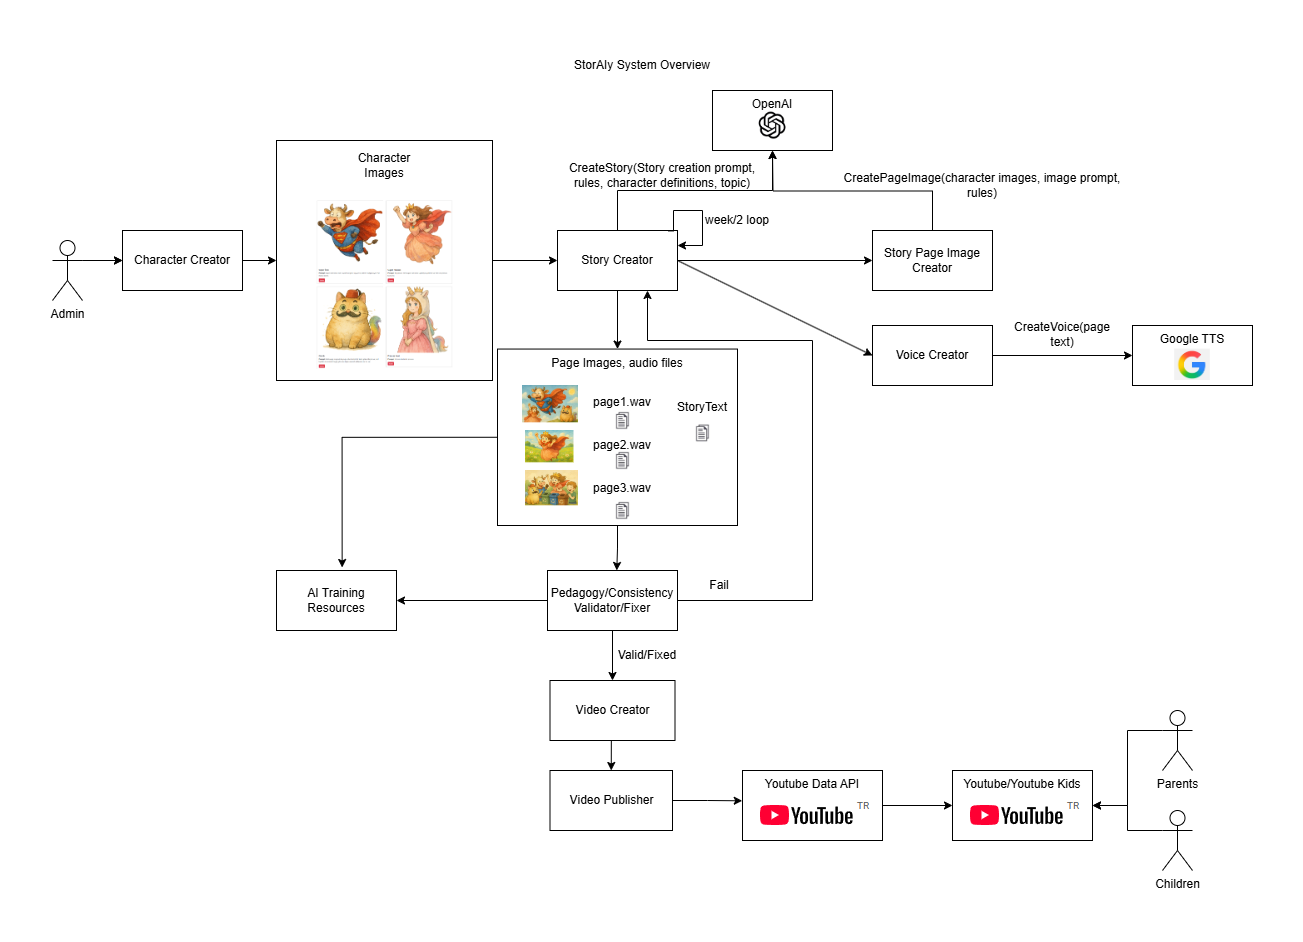 StorAIy System Overview
OpenAI
CreateStory(Story creation prompt,
rules, character definitions, topic)
CreatePageImage(character images, image prompt,
rules)
Character
Images
week/2 loop
Admin
Character Creator
Story Creator
Story Page Image
Creator
CreateVoice(page
text)
Voice Creator
Google TTS
Page Images, audio files
page1.wav
StoryText
page2.wav
page3.wav
AI Training
Resources
Pedagogy/Consistency
Validator/Fixer
Fail
Valid/Fixed
Video Creator
Video Publisher
Youtube Data API
YouTube TR
Youtube/Youtube Kids
YouTube TR
Parents
Children